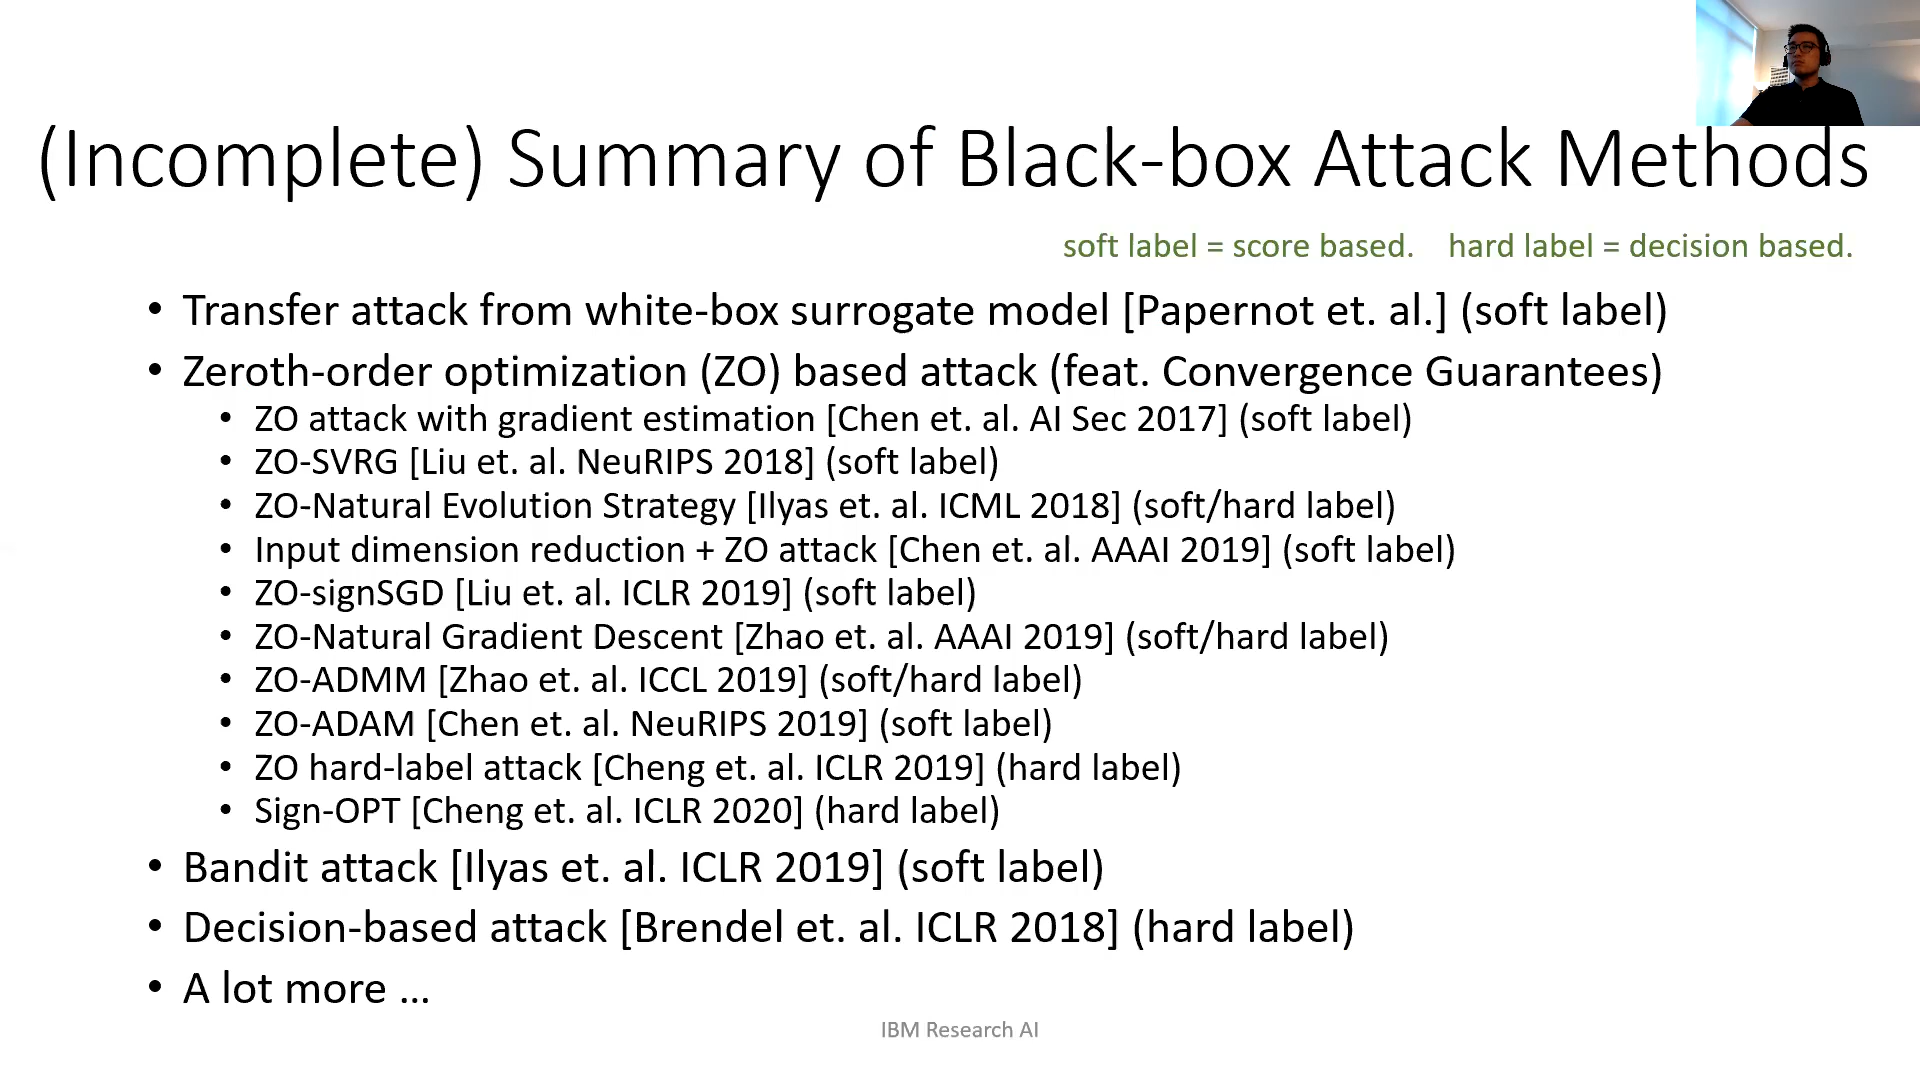 (Incomplete) Summary of Black-box Attack Methods
soft label = score based. hard label = decision based.
• Transfer attack from white-box surrogate model [Papernot et. al.] (soft label)
• Zeroth-order optimization (ZO) based attack (feat. Convergence Guarantees)
• ZO attack with gradient estimation [Chen et. al. AI Sec 2017] (soft label)
• ZO-SVRG [Liu et. al. NeuRIPS 2018] (soft label)
• ZO-Natural Evolution Strategy [Ilyas et. al. ICML 2018] (soft/hard label)
• Input dimension reduction + ZO attack [Chen et. al. AAAI 2019] (soft label)
• ZO-signSGD [Liu et. al. ICLR 2019] (soft label)
• ZO-Natural Gradient Descent [Zhao et. al. AAAI 2019] (soft/hard label)
• ZO-ADMM [Zhao et. al. ICCL 2019] (soft/hard label)
• ZO-ADAM [Chen et. al. NeuRIPS 2019] (soft label)
• ZO hard-label attack [Cheng et. al. ICLR 2019] (hard label)
• Sign-OPT [Cheng et. al. ICLR 2020] (hard label)
• Bandit attack [Ilyas et. al. ICLR 2019] (soft label)
• Decision-based attack [Brendel et. al. ICLR 2018] (hard label)
• A lot more …
IBM Research AI